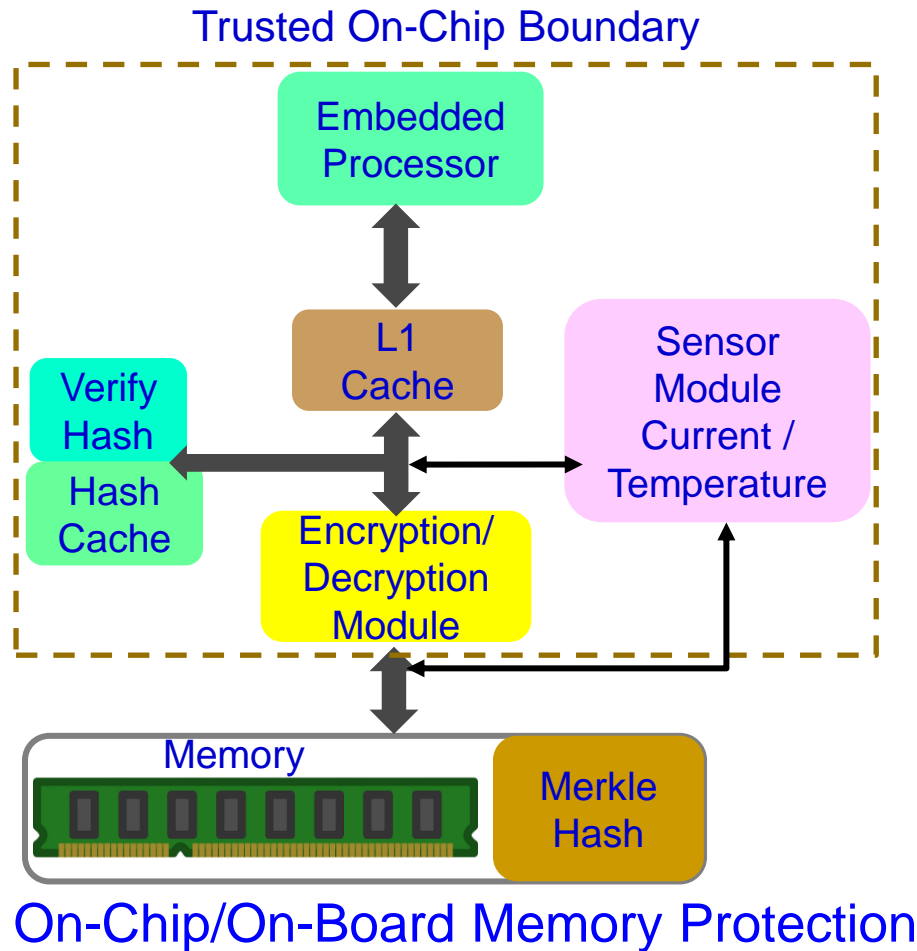 Trusted On-Chip Boundary
Embedded
Processor
L1
Cache
Sensor
Module
Current /
Temperature
Verify
Hash
Hash
Cache
Encryption/
Decryption
Module
Memory
Merkle
Hash
On-Chip/On-Board Memory Protection